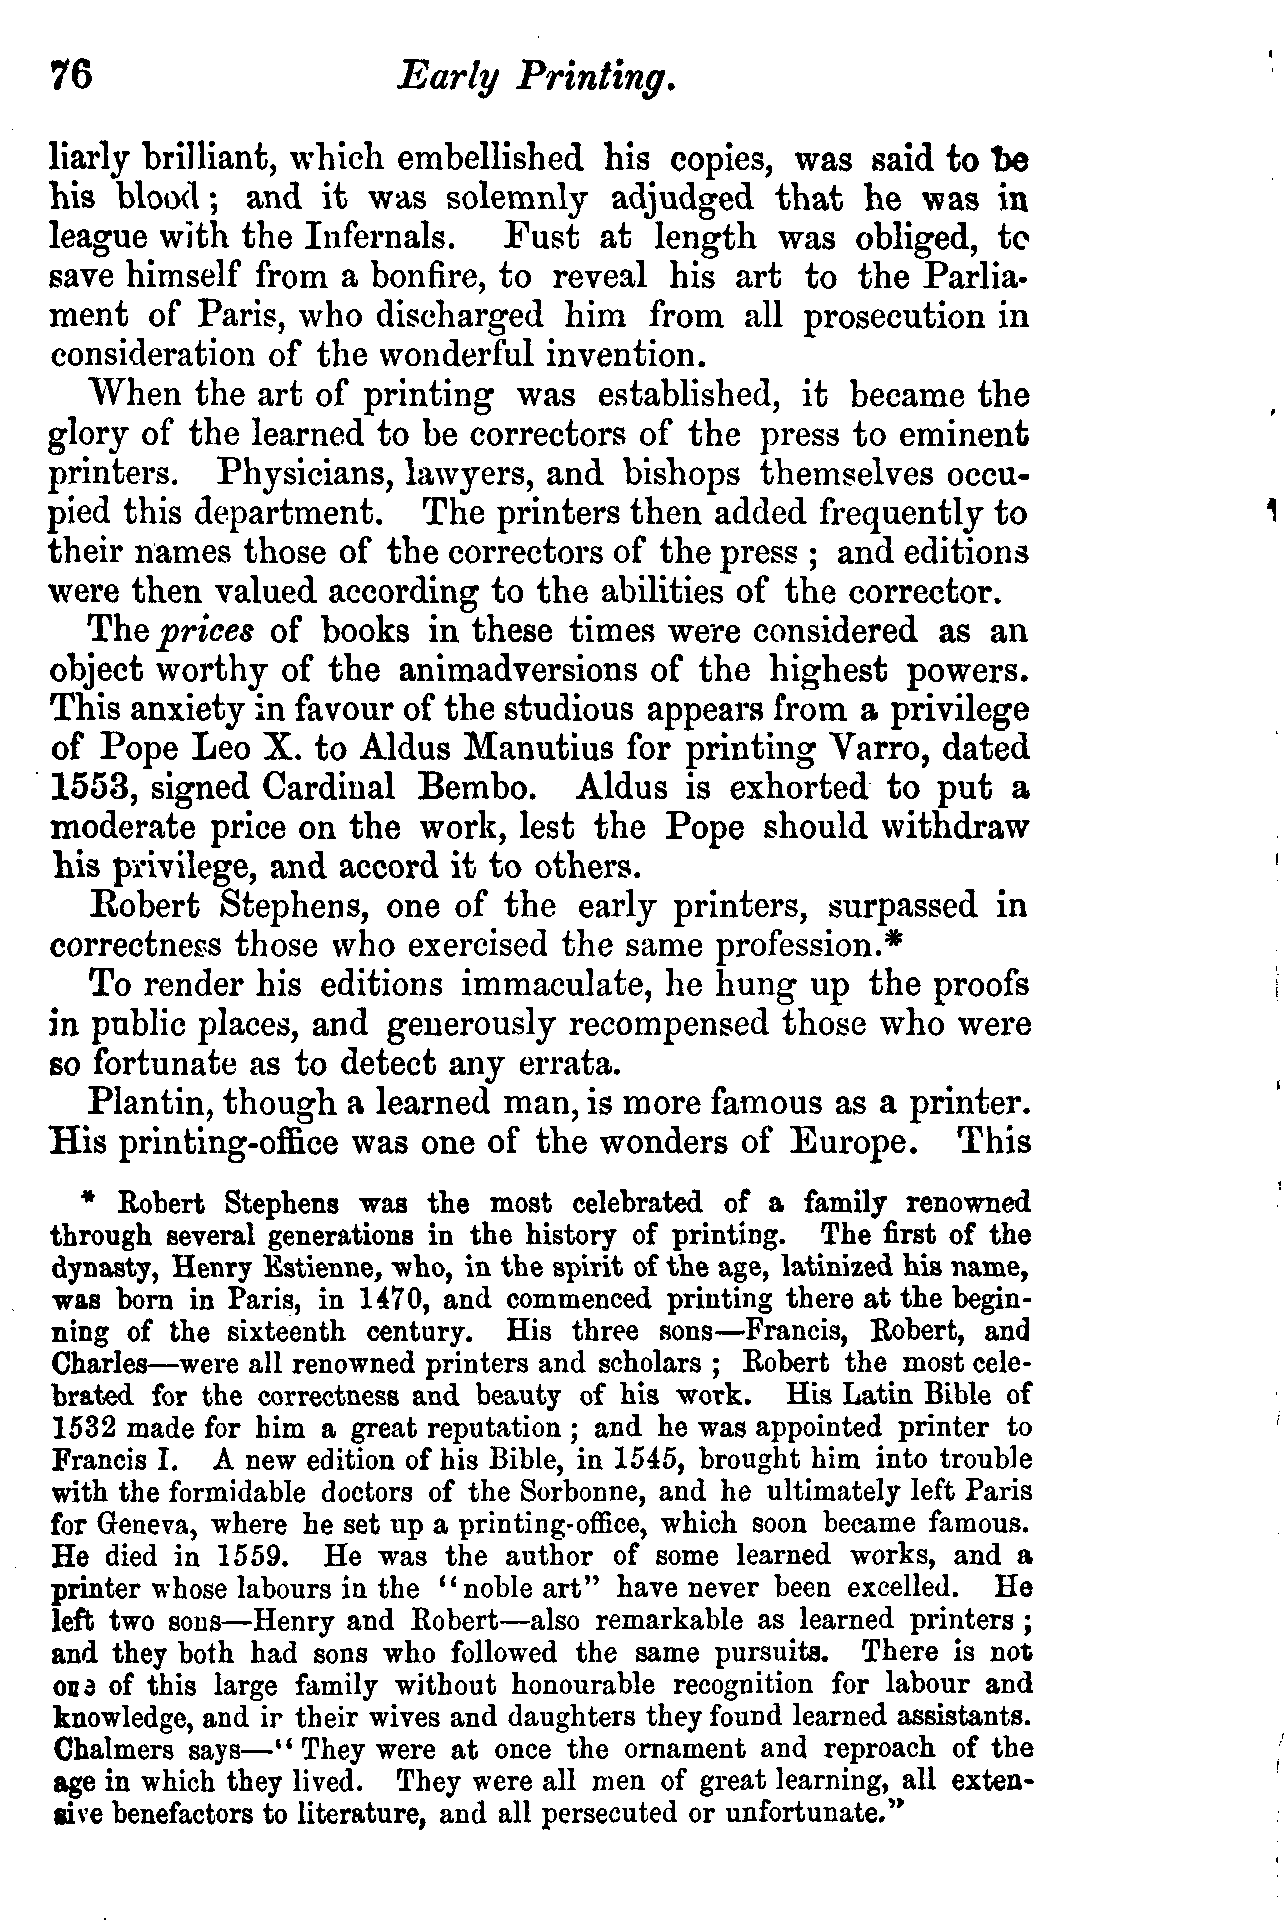 76 Early Printing.
liarly brilliant, which embellished his copies, was said to be
his blood ; and it was solemnly adjudged that he was in
league with the Infernals. Fust at length was obliged, to
save himself from a bonfire, to reveal his art to the Parlia-
ment of Paris, who discharged him from all prosecution in
consideration of the wonderful invention.
When the art of printing was established, it became the
glory of the learned to be correctors of the press to eminent
printers. Physicians, lawyers, and bishops themselves occu-
pied this department. The printers then added frequently to
their names those of the correctors of the press ; and editions
were then valued according to the abilities of the corrector.
The prices of books in these times were considered as an
object worthy of the animadversions of the highest powers.
This anxiety in favour of the studious appears from a privilege
of Pope Leo X. to Aldus Manutius for printing Varro, dated
1553, signed Cardinal Bembo. Aldus is exhorted to put a
moderate price on the work, lest the Pope should withdraw
his privilege, and accord it to others.
Robert Stephens, one of the early printers, surpassed in
correctness those who exercised the same profession.*
To render his editions immaculate, he hung up the proofs
in public places, and generously recompensed those who were
so fortunate as to detect any errata.
Plantin, though a learned man, is more famous as a printer.
His printing-office was one of the wonders of Europe. This
* Robert Stephens was the most celebrated of a family renowned
through several generations in the history of printing. The first of the
dynasty, Henry Estienne, who, in the spirit of the age, latinized his name,
was born in Paris, in 1470, and commenced printing there at the begin-
ning of the sixteenth century. His three sons—Francis, Robert, and
Charles—were all renowned printers and scholars ; Robert the most cele-
brated for the correctness and beauty of his work. His Latin Bible of
1532 made for him a great reputation ; and he was appointed printer to
Francis I. A new edition of his Bible, in 1545, brought him into trouble
with the formidable doctors of the Sorbonne, and he ultimately left Paris
for Geneva, where he set up a printing-office, which soon became famous.
He died in 1559. He was the author of some learned works, and a
printer whose labours in the "noble art" have never been excelled. He
left two sons—Henry and Robert—also remarkable as learned printers ;
and they both had sons who followed the same pursuits. There is not
one of this large family without honourable recognition for labour and
knowledge, and in their wives and daughters they found learned assistants.
Chalmers says—"They were at once the ornament and reproach of the
age in which they lived. They were all men of great learning, all exten-
sive benefactors to literature, and all persecuted or unfortunate."